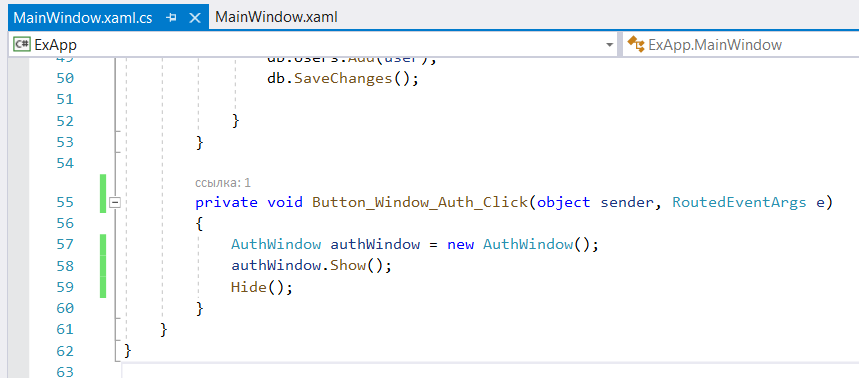 MainWindow.xaml.cs MainWindow.xaml
C# ExApp ExApp.MainWindow
49 db.Users.Add(user);
50 db.SaveChanges();
51
52 }
53 }
54
ссылка: 1
55 private void Button_Window_Auth_Click(object sender, RoutedEventArgs e)
56 {
57 AuthWindow authWindow = new AuthWindow();
58 authWindow.Show();
59 Hide();
60 }
61 }
62 }
63